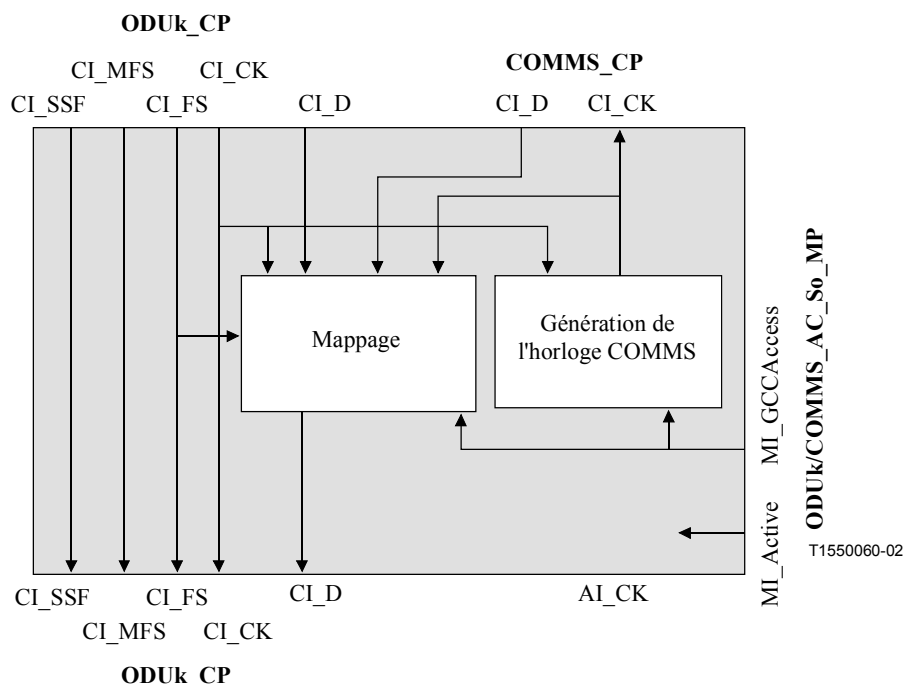 ODUk_CP
CI_MFS CI_CK
COMMS_CP
CI_SSF CI_FS CI_D CI_D CI_CK
Mappage
Génération de
l'horloge COMMS
MI_GCCAccess
MI_Active
ODUk/COMMS_AC_So_MP
T1550060-02
CI_SSF CI_FS CI_D AI_CK
CI_MFS CI_CK
ODUk_CP